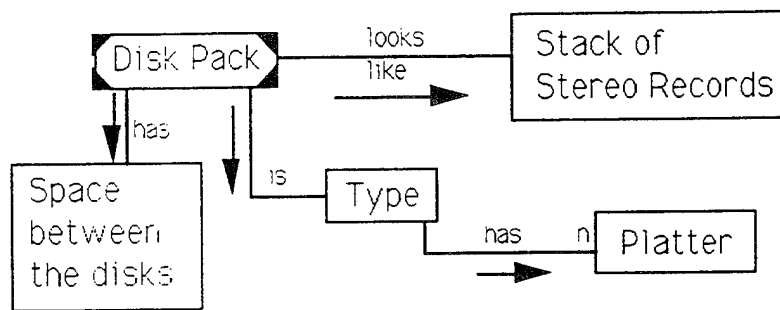 Disk Pack
looks
like
Stack of
Stereo Records
has
Space
between
the disks
is
Type
has n
Platter